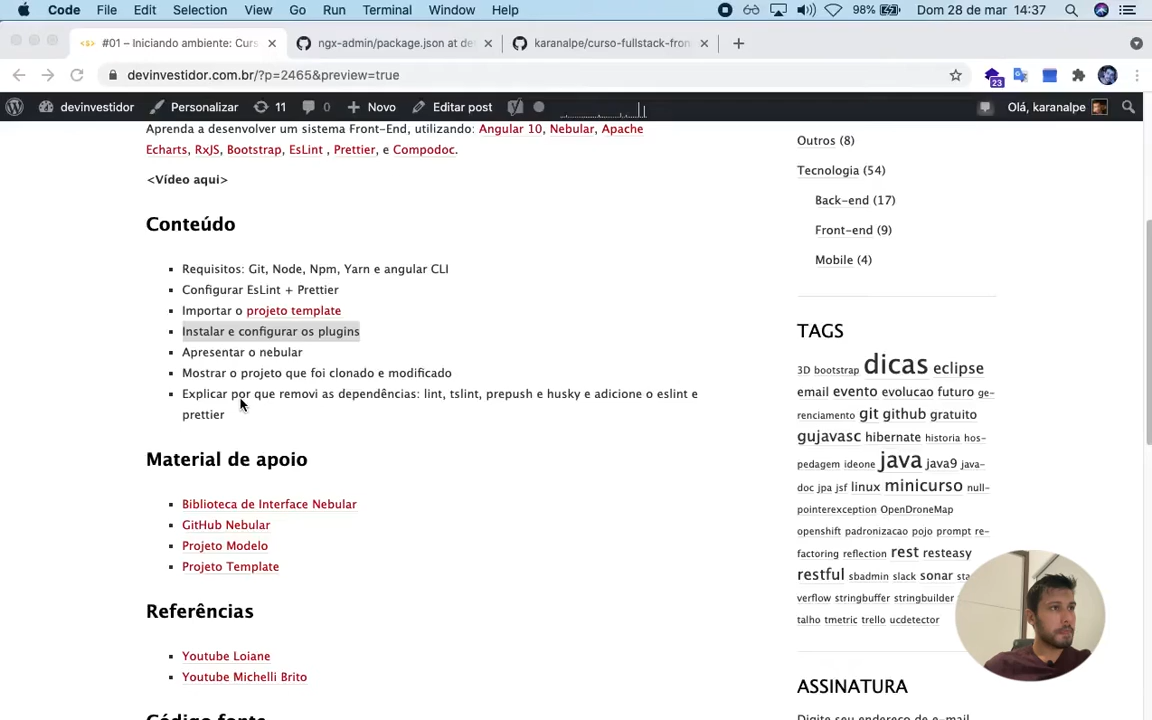 Code File Edit Selection View Go Run Terminal Window Help 98% Dom 28 de mar 14:37
#01 – Iniciando ambiente: Curs
ngx-admin/package.json at de
karanalpe/curso-fullstack-fron
devinvestidor.com.br/?p=2465&preview=true
23
devinvestidor Personalizar 11 0 Novo Editar post Olá, karanalpe
Aprenda a desenvolver um sistema Front-End, utilizando: Angular 10, Nebular, Apache
Echarts, RxJS, Bootstrap, EsLint , Prettier, e Compodoc.
<Vídeo aqui>
Conteúdo
Requisitos: Git, Node, Npm, Yarn e angular CLI
Configurar EsLint + Prettier
Importar o projeto template
Instalar e configurar os plugins
Apresentar o nebular
Mostrar o projeto que foi clonado e modificado
Explicar por que removi as dependências: lint, tslint, prepush e husky e adicione o eslint e
prettier
Material de apoio
Biblioteca de Interface Nebular
GitHub Nebular
Projeto Modelo
Projeto Template
Referências
Youtube Loiane
Youtube Michelli Brito
Código fonte
Outros (8)
Tecnologia (54)
Back-end (17)
Front-end (9)
Mobile (4)
TAGS
3D bootstrap dicas eclipse
email evento evolucao futuro ge-
renciamento git github gratuito
gujavasc hibernate historia hos-
pedagem ideone java java9 java-
doc jpa jsf linux minicurso null-
pointerexception OpenDroneMap
openshift padronizacao pojo prompt re-
factoring reflection rest resteasy
restful sbadmin slack sonar
verflow stringbuffer stringbuilder
talho tmetric trello ucdetector
ASSINATURA
Digite seu endereço de e-mail